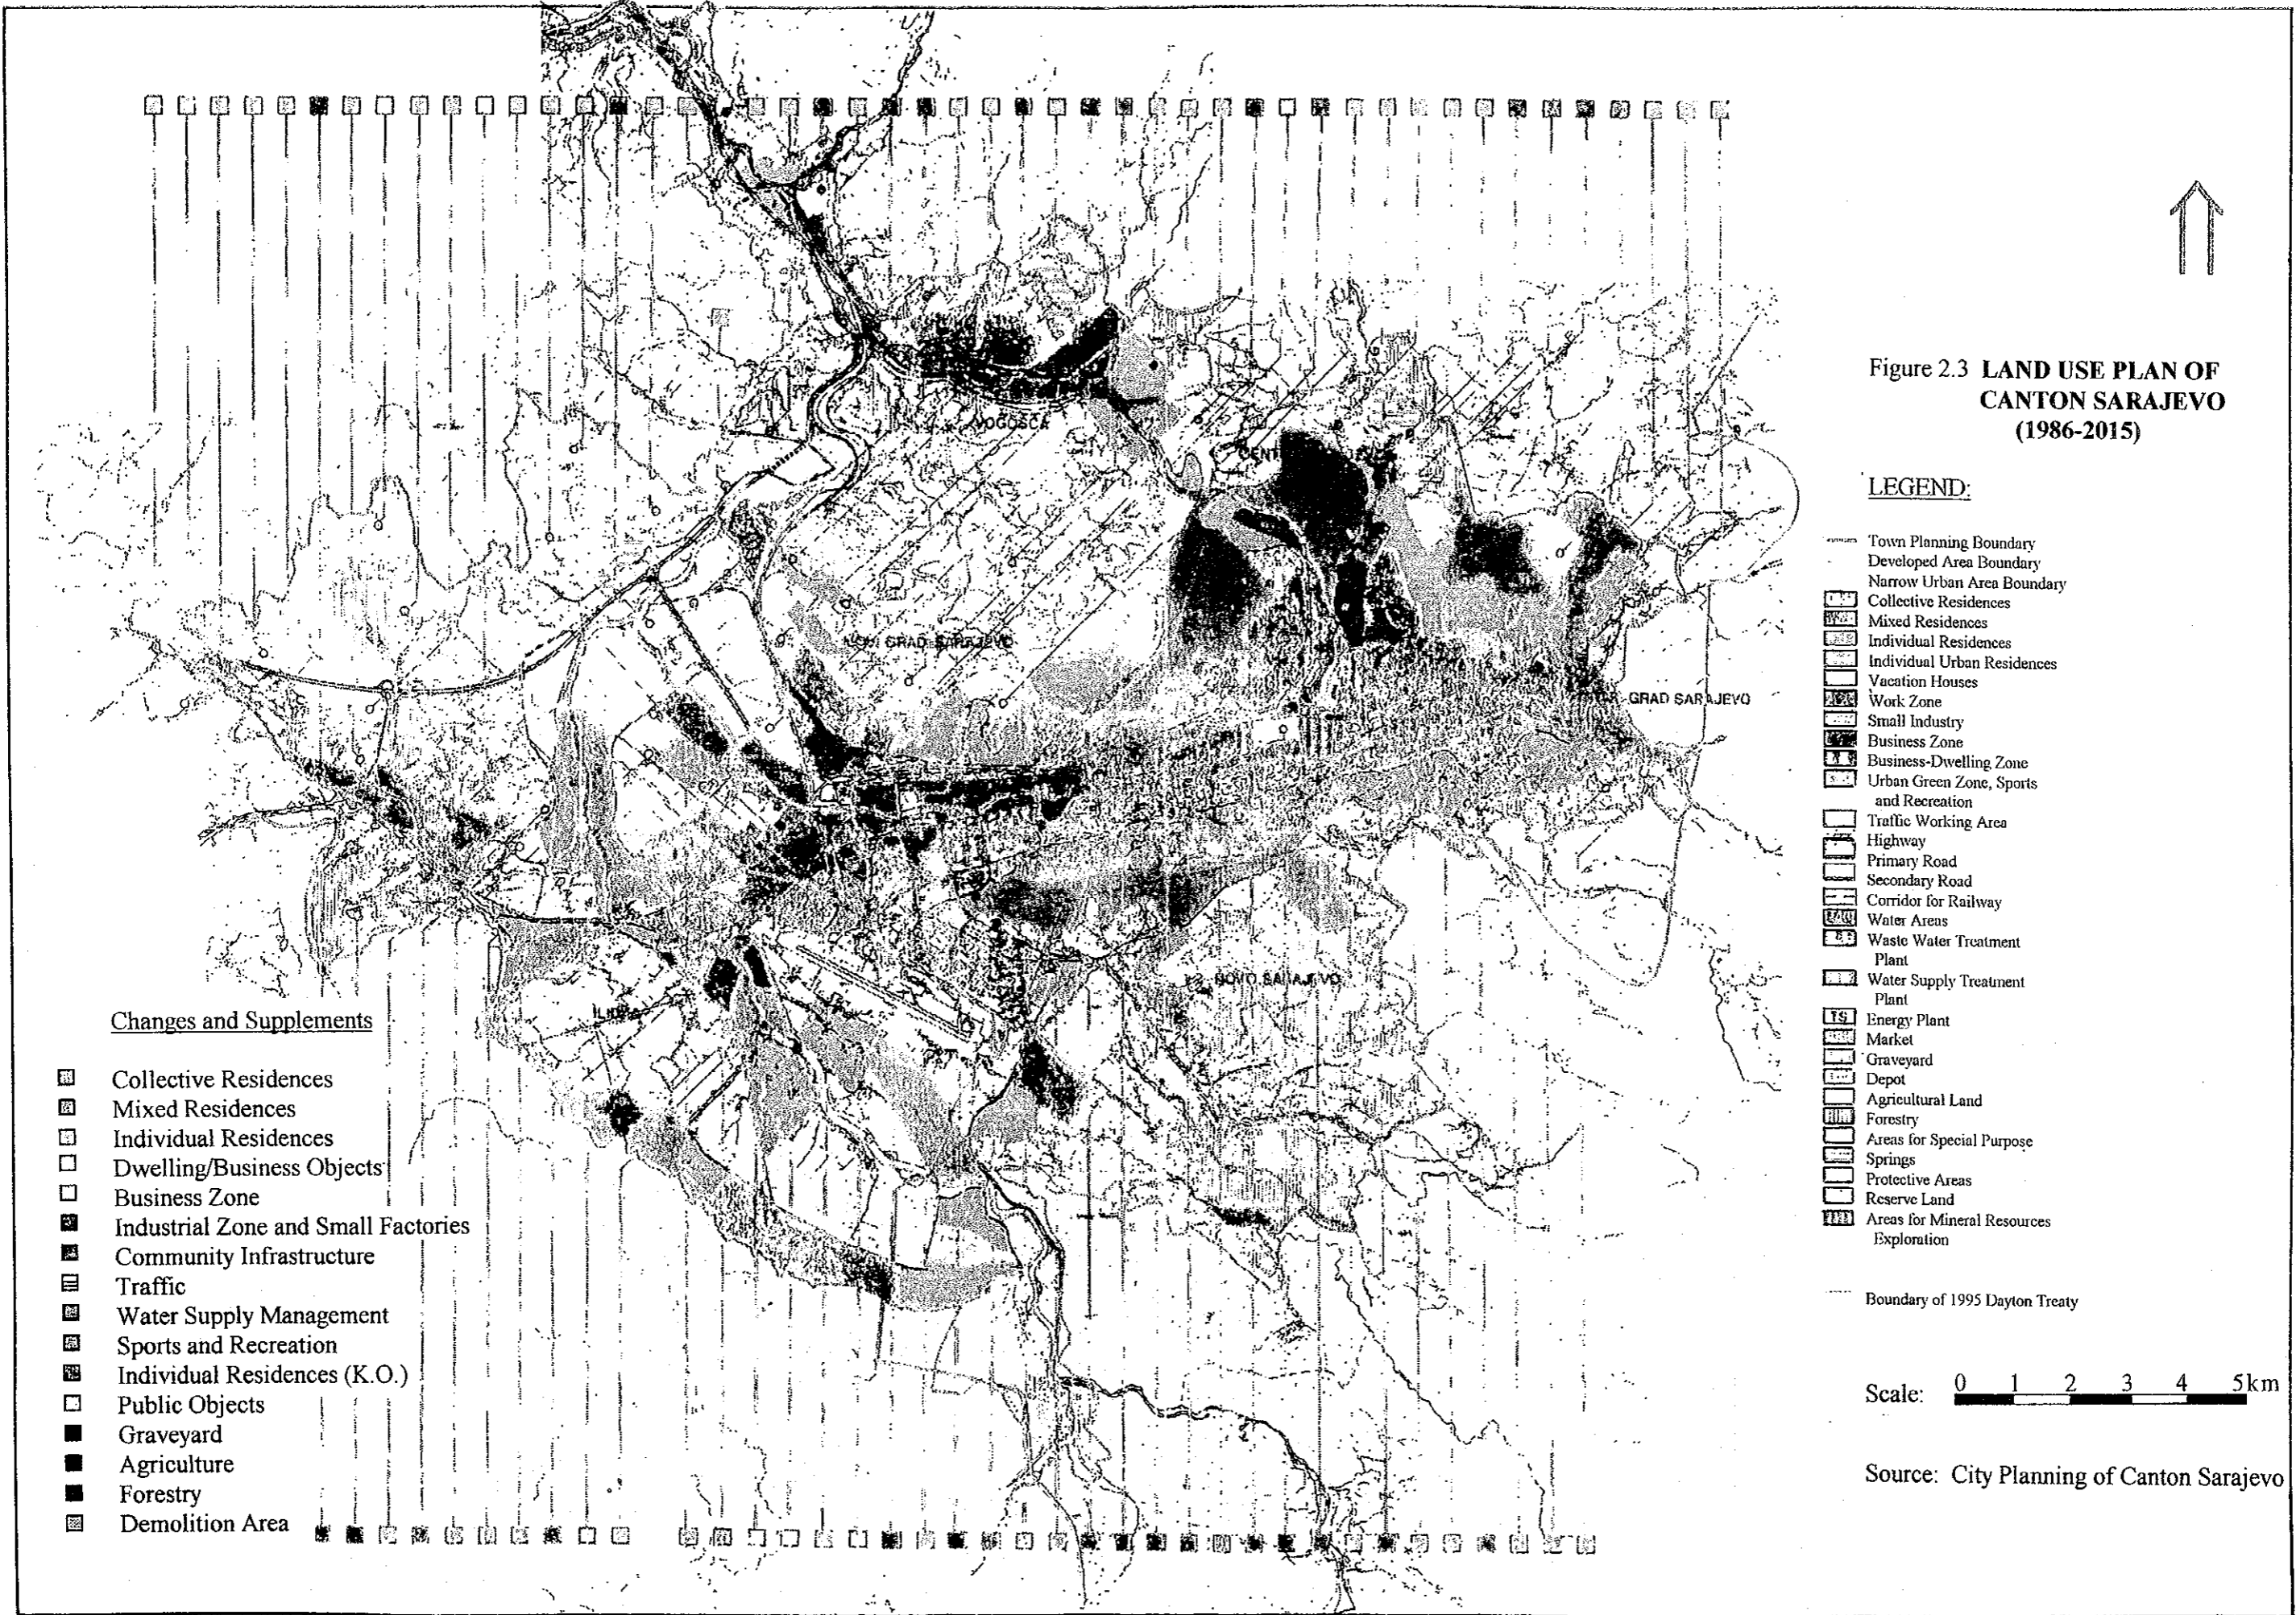 Figure 2.3 LAND USE PLAN OF
CANTON SARAJEVO
(1986-2015)
LEGEND:
Town Planning Boundary
Developed Area Boundary
Narrow Urban Area Boundary
Collective Residences
Mixed Residences
Individual Residences
Individual Urban Residences
Vacation Houses
Work Zone
Small Industry
Business Zone
Business-Dwelling Zone
Urban Green Zone, Sports
and Recreation
Traffic Working Area
Highway
Primary Road
Secondary Road
Corridor for Railway
Water Areas
Waste Water Treatment
Plant
Water Supply Treatment
Plant
Energy Plant
Market
Graveyard
Depot
Agricultural Land
Forestry
Areas for Special Purpose
Springs
Protective Areas
Reserve Land
Areas for Mineral Resources
Exploration
Boundary of 1995 Dayton Treaty
Scale: 0 1 2 3 4 5km
Source: City Planning of Canton Sarajevo
VOGOSCA
NOVI GRAD SARAJEVO
GRAD SARAJEVO
NOVO SARAJEVO
Changes and Supplements
Collective Residences
Mixed Residences
Individual Residences
Dwelling/Business Objects
Business Zone
Industrial Zone and Small Factories
Community Infrastructure
Traffic
Water Supply Management
Sports and Recreation
Individual Residences (K.O.)
Public Objects
Graveyard
Agriculture
Forestry
Demolition Area